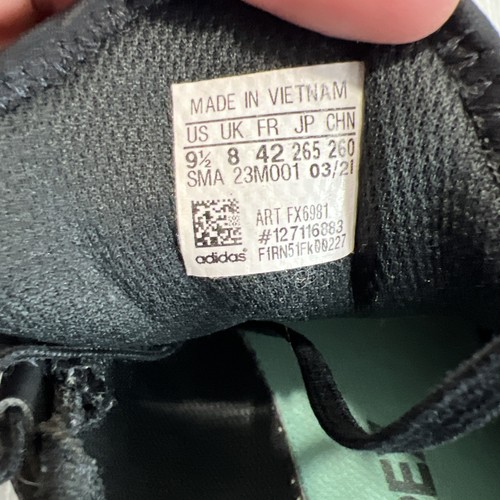 MADE IN VIETNAM
US UK FR JP CHN
9½ 8 42 265 260
SMA 23M001 03/21
ART FX6981
#127116883
F1RN51FK00227
adidas